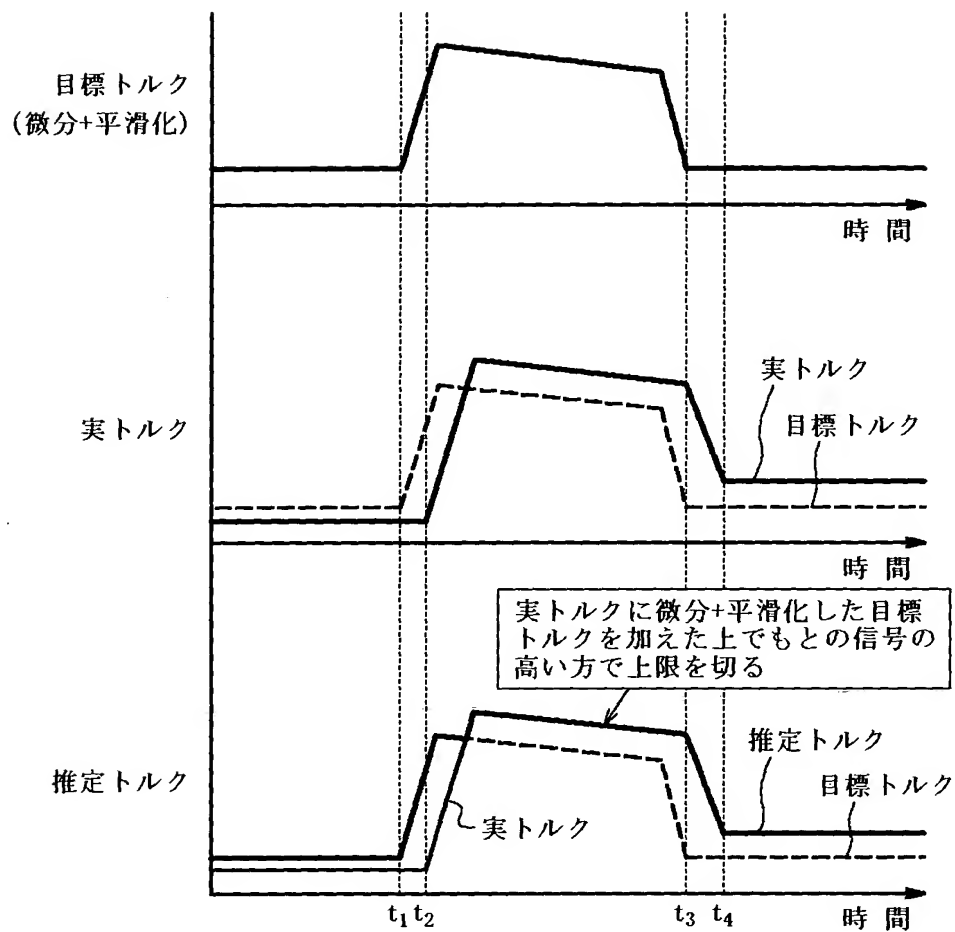 目標トルク
(微分+平滑化)
時間
実トルク
実トルク
目標トルク
時間
実トルクに微分+平滑化した目標
トルクを加えた上でもとの信号の
高い方で上限を切る
推定トルク
推定トルク
目標トルク
実トルク
t1 t2 t3 t4 時間